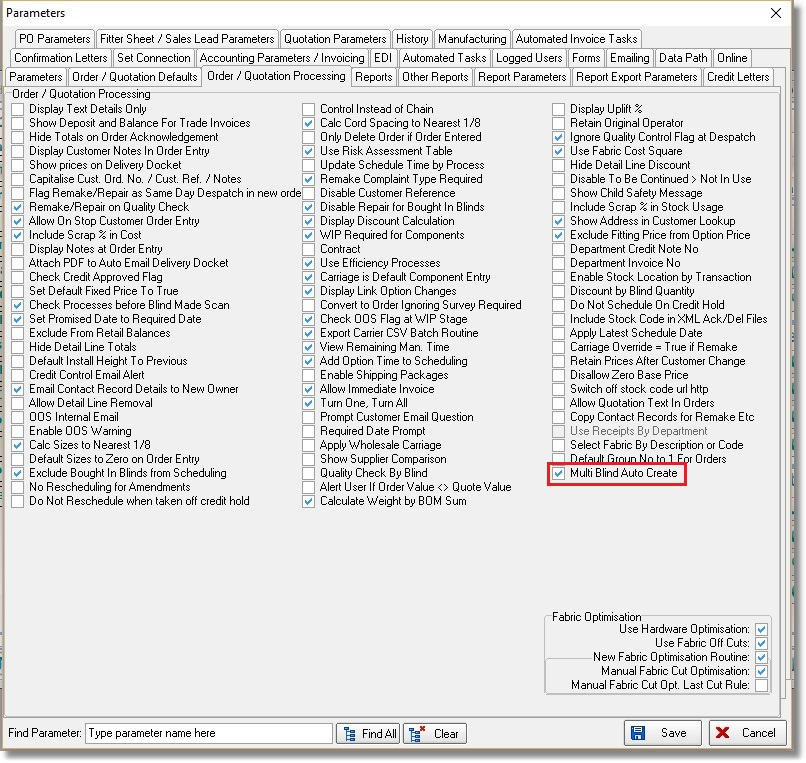 Parameters
PO Parameters Fitter Sheet / Sales Lead Parameters Quotation Parameters History Manufacturing Automated Invoice Tasks
Confirmation Letters Set Connection Accounting Parameters / Invoicing EDI Automated Tasks Logged Users Forms Emailing Data Path Online
Parameters Order / Quotation Defaults Order / Quotation Processing Reports Other Reports Report Parameters Report Export Parameters Credit Letters
Order / Quotation Processing
Display Text Details Only
Show Deposit and Balance For Trade Invoices
Hide Totals on Order Acknowledgement
Display Customer Notes In Order Entry
Show prices on Delivery Docket
Capitalise Cust. Ord. No. / Cust. Ref. / Notes
Flag Remake/Repair as Same Day Despatch in new orde
Remake/Repair on Quality Check
Allow On Stop Customer Order Entry
Include Scrap % in Cost
Display Notes at Order Entry
Attach PDF to Auto Email Delivery Docket
Check Credit Approved Flag
Set Default Fixed Price To True
Check Processes before Blind Made Scan
Set Promised Date to Required Date
Exclude From Retail Balances
Hide Detail Line Totals
Default Install Height To Previous
Credit Control Email Alert
Email Contact Record Details to New Owner
Allow Detail Line Removal
OOS Internal Email
Enable OOS Warning
Calc Sizes to Nearest 1/8
Default Sizes to Zero on Order Entry
Exclude Bought In Blinds from Scheduling
No Rescheduling for Amendments
Do Not Reschedule when taken off credit hold
Control Instead of Chain
Calc Cord Spacing to Nearest 1/8
Only Delete Order if Order Entered
Use Risk Assessment Table
Update Schedule Time by Process
Remake Complaint Type Required
Disable Customer Reference
Disable Repair for Bought In Blinds
Display Discount Calculation
WIP Required for Components
Contract
Use Efficiency Processes
Carriage is Default Component Entry
Display Link Option Changes
Convert to Order Ignoring Survey Required
Check OOS Flag at WIP Stage
Export Carrier CSV Batch Routine
View Remaining Man. Time
Add Option Time to Scheduling
Enable Shipping Packages
Allow Immediate Invoice
Turn One, Turn All
Prompt Customer Email Question
Required Date Prompt
Apply Wholesale Carriage
Show Supplier Comparison
Quality Check By Blind
Alert User If Order Value <> Quote Value
Calculate Weight by BOM Sum
Display Uplift %
Retain Original Operator
Ignore Quality Control Flag at Despatch
Use Fabric Cost Square
Hide Detail Line Discount
Disable To Be Continued > Not In Use
Show Child Safety Message
Include Scrap % in Stock Usage
Show Address in Customer Lookup
Exclude Fitting Price from Option Price
Department Credit Note No
Department Invoice No
Enable Stock Location by Transaction
Discount by Blind Quantity
Do Not Schedule On Credit Hold
Include Stock Code in XML Ack/Del Files
Apply Latest Schedule Date
Carriage Override = True if Remake
Retain Prices After Customer Change
Disallow Zero Base Price
Switch off stock code url http
Allow Quotation Text In Orders
Copy Contact Records for Remake Etc
Use Receipts By Department
Select Fabric By Description or Code
Default Group No to 1 For Orders
Multi Blind Auto Create
Fabric Optimisation
Use Hardware Optimisation:
Use Fabric Off Cuts:
New Fabric Optimisation Routine:
Manual Fabric Cut Optimisation:
Manual Fabric Cut Opt. Last Cut Rule:
Find Parameter: Type parameter name here Find All Clear Save Cancel